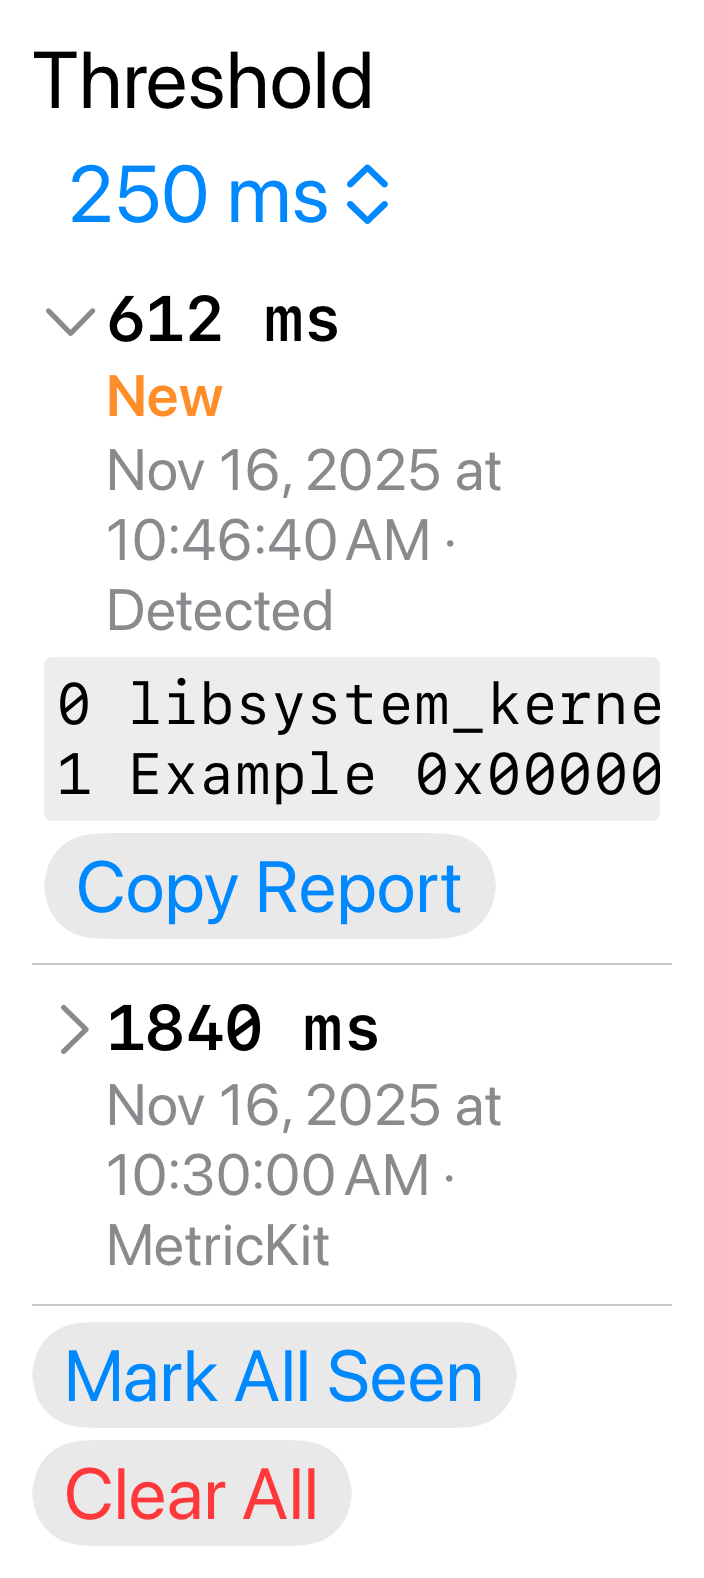 Threshold
250 ms
612 ms
New
Nov 16, 2025 at
10:46:40 AM ·
Detected
0 libsystem_kerne
1 Example 0x00000
Copy Report
1840 ms
Nov 16, 2025 at
10:30:00 AM ·
MetricKit
Mark All Seen
Clear All